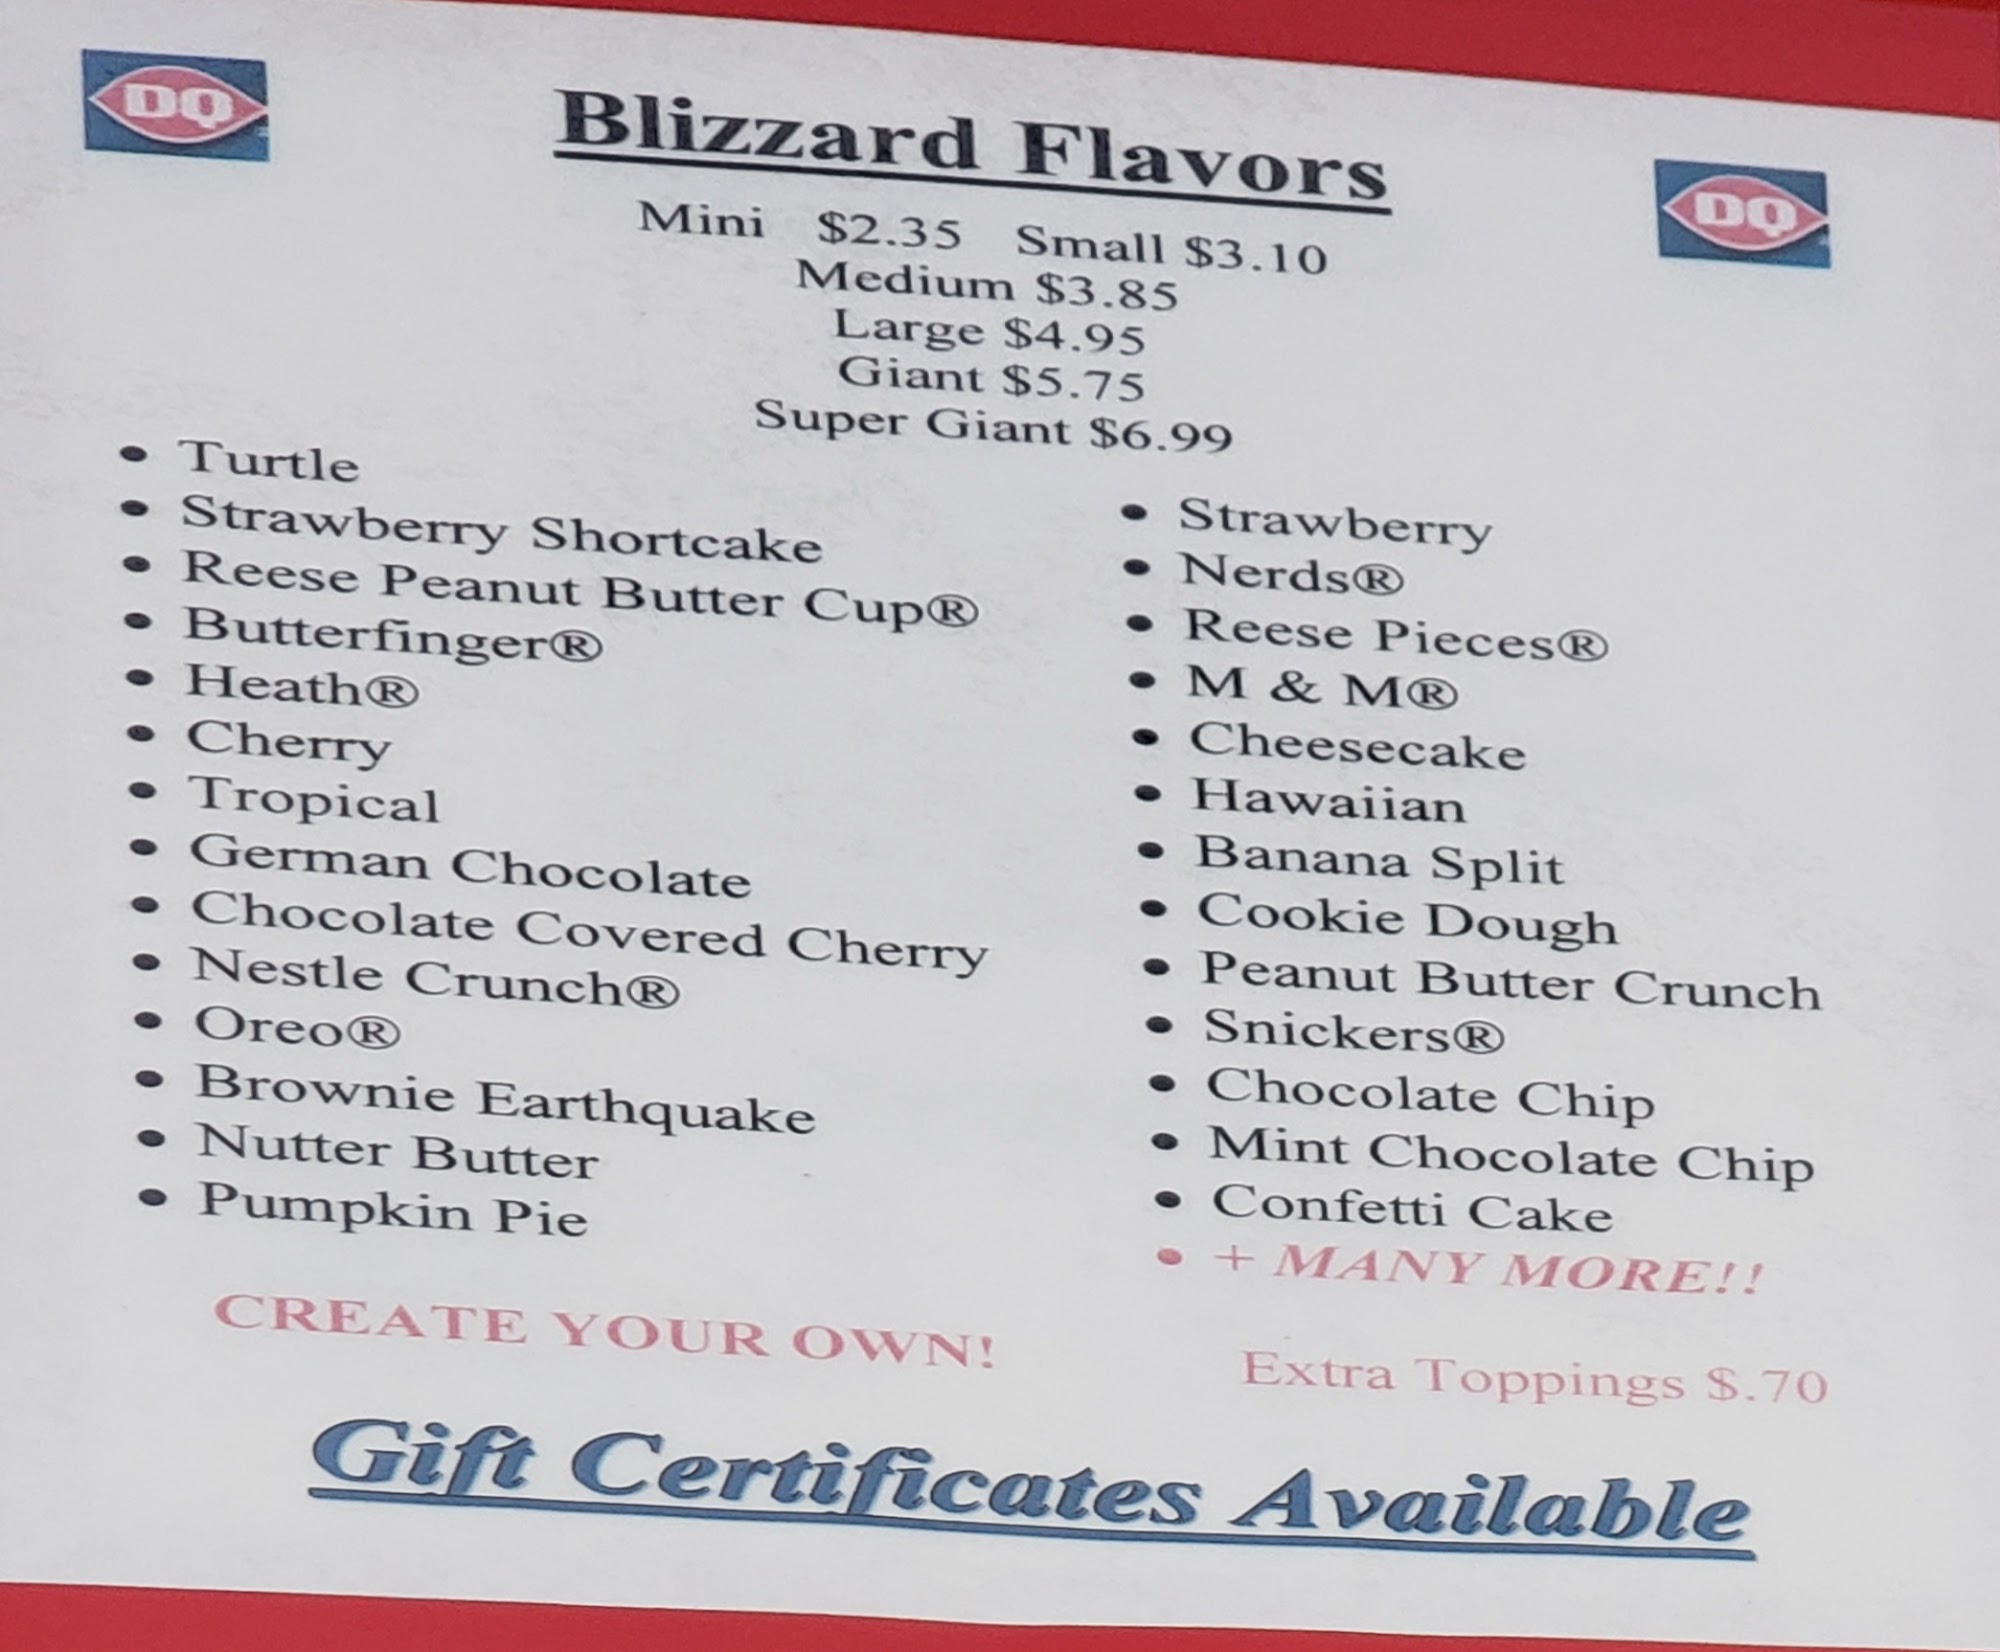 DQ
Blizzard Flavors
DQ
Mini $2.35 Small $3.10
Medium $3.85
Large $4.95
Giant $5.75
Super Giant $6.99
• Turtle
• Strawberry Shortcake
• Reese Peanut Butter Cup®
• Butterfinger®
• Heath®
• Cherry
• Tropical
• German Chocolate
• Chocolate Covered Cherry
• Nestle Crunch®
• Oreo®
• Brownie Earthquake
• Nutter Butter
• Pumpkin Pie
• Strawberry
• Nerds®
• Reese Pieces®
• M & M®
• Cheesecake
• Hawaiian
• Banana Split
• Cookie Dough
• Peanut Butter Crunch
• Snickers®
• Chocolate Chip
• Mint Chocolate Chip
• Confetti Cake
• + MANY MORE!!
CREATE YOUR OWN!
Extra Toppings $.70
Gift Certificates Available